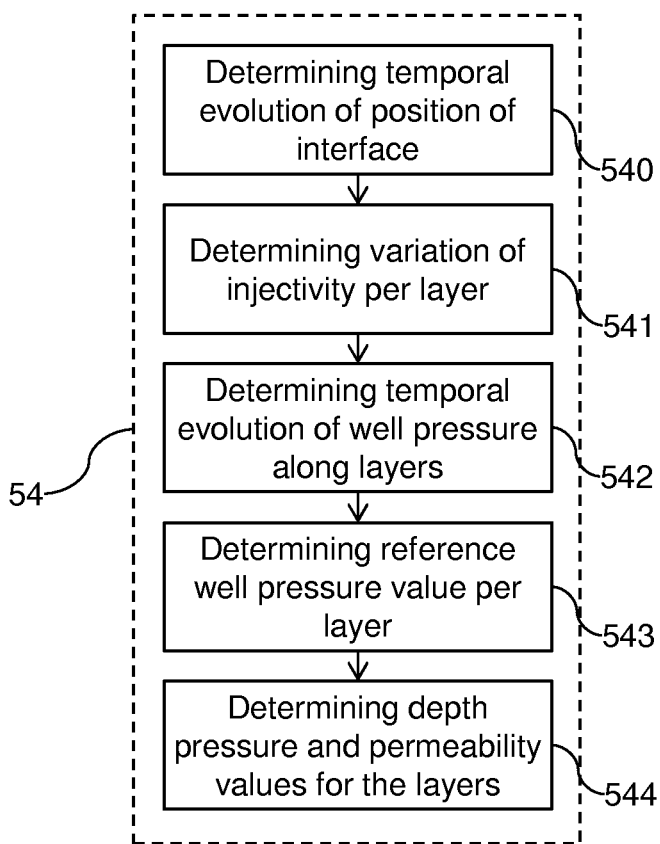 Determining temporal
evolution of position of
interface
540
Determining variation of
injectivity per layer
541
Determining temporal
evolution of well pressure
along layers
542
54
Determining reference
well pressure value per
layer
543
Determining depth
pressure and permeability
values for the layers
544